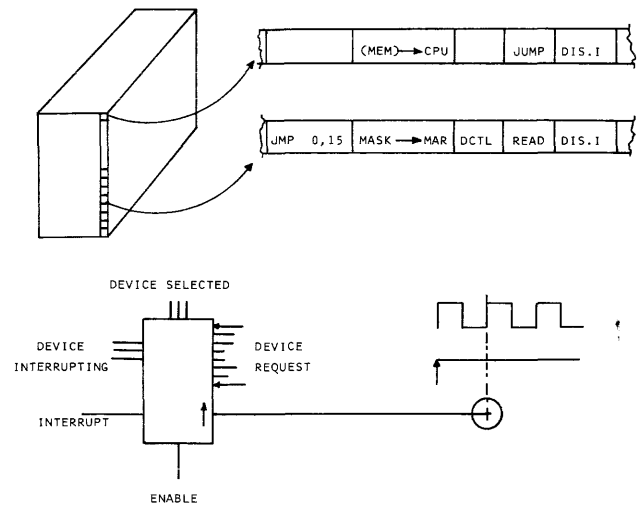 (MEM)→CPU JUMP DIS.I
JMP 0,15 MASK→MAR DCTL READ DIS.I
DEVICE SELECTED
DEVICE INTERRUPTING
DEVICE REQUEST
INTERRUPT
ENABLE